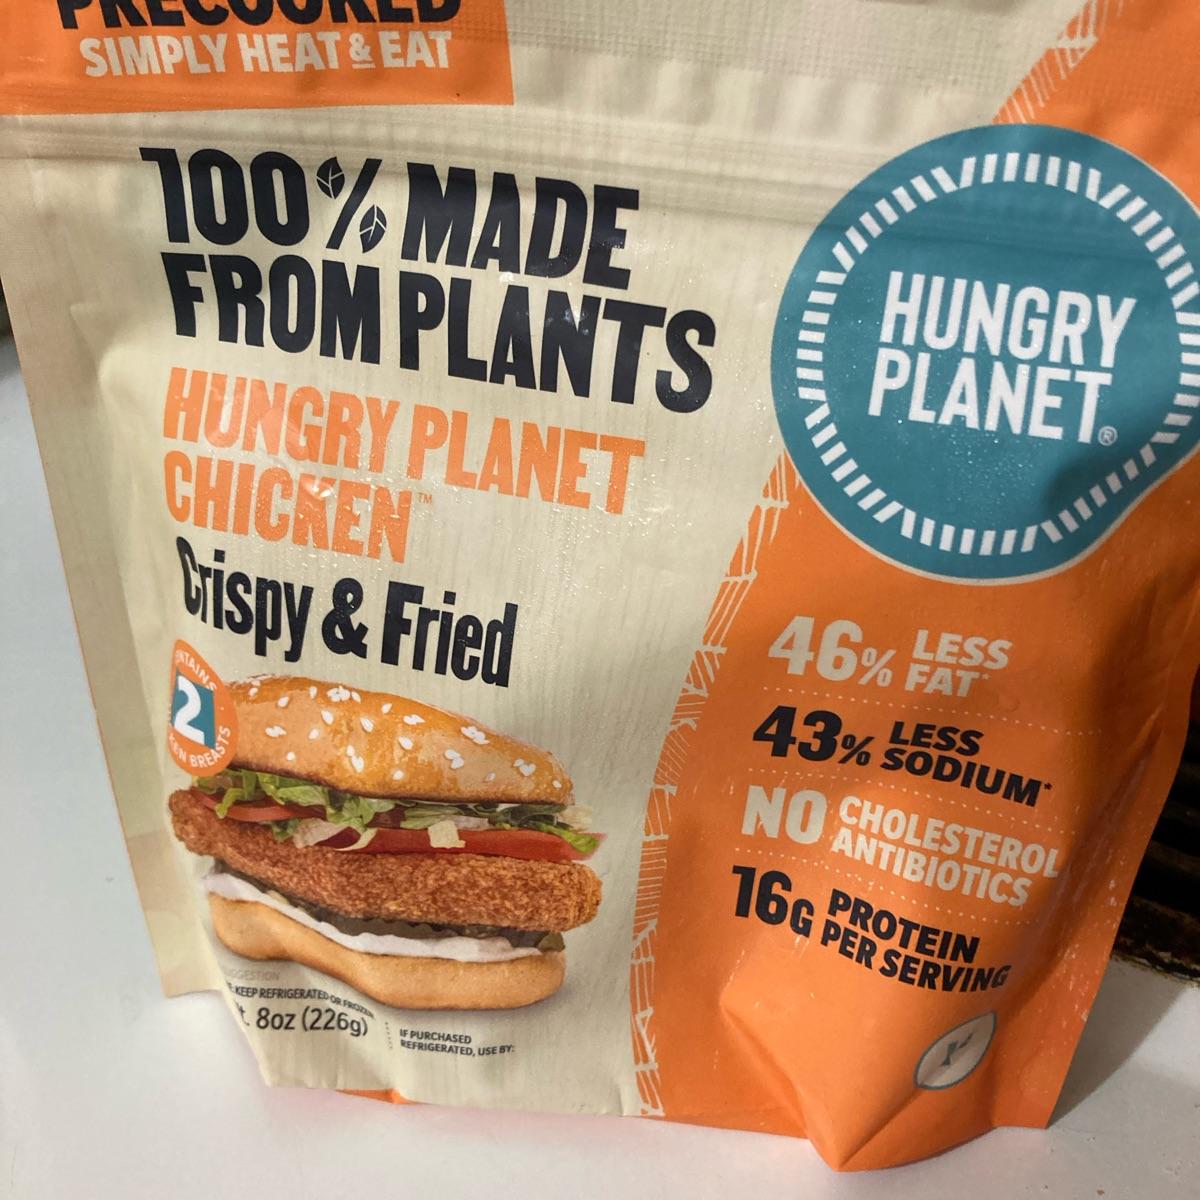 PRECOOKED
SIMPLY HEAT & EAT
100% MADE
FROM PLANTS
HUNGRY PLANET
CHICKEN™
Crispy & Fried
HUNGRY
PLANET®
2
BREASTS
46% LESS FAT*
43% LESS SODIUM*
NO CHOLESTEROL
ANTIBIOTICS
16G PROTEIN
PER SERVING
KEEP REFRIGERATED OR FROZEN
8oz (226g)
IF PURCHASED
REFRIGERATED, USE BY: